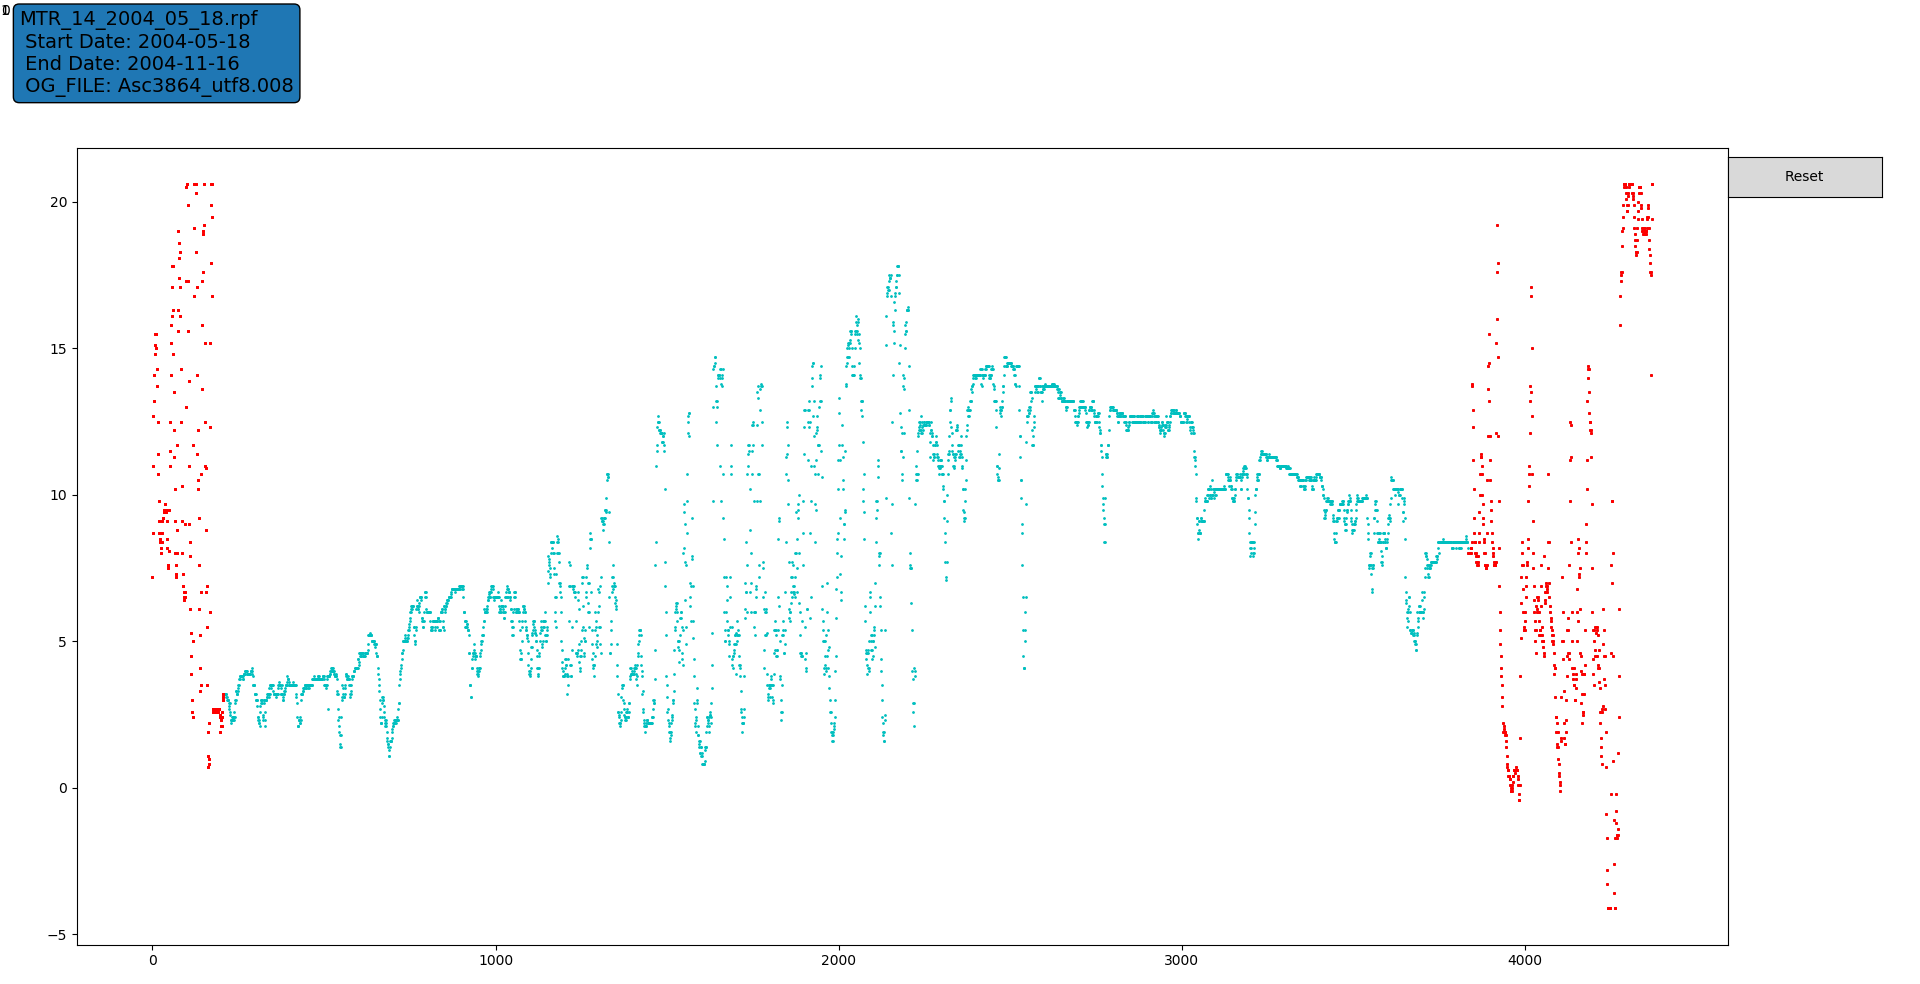 MTR_14_2004_05_18.rpf
Start Date: 2004-05-18
End Date: 2004-11-16
OG_FILE: Asc3864_utf8.008
Reset
20
15
10
5
0
−5
0
1000
2000
3000
4000